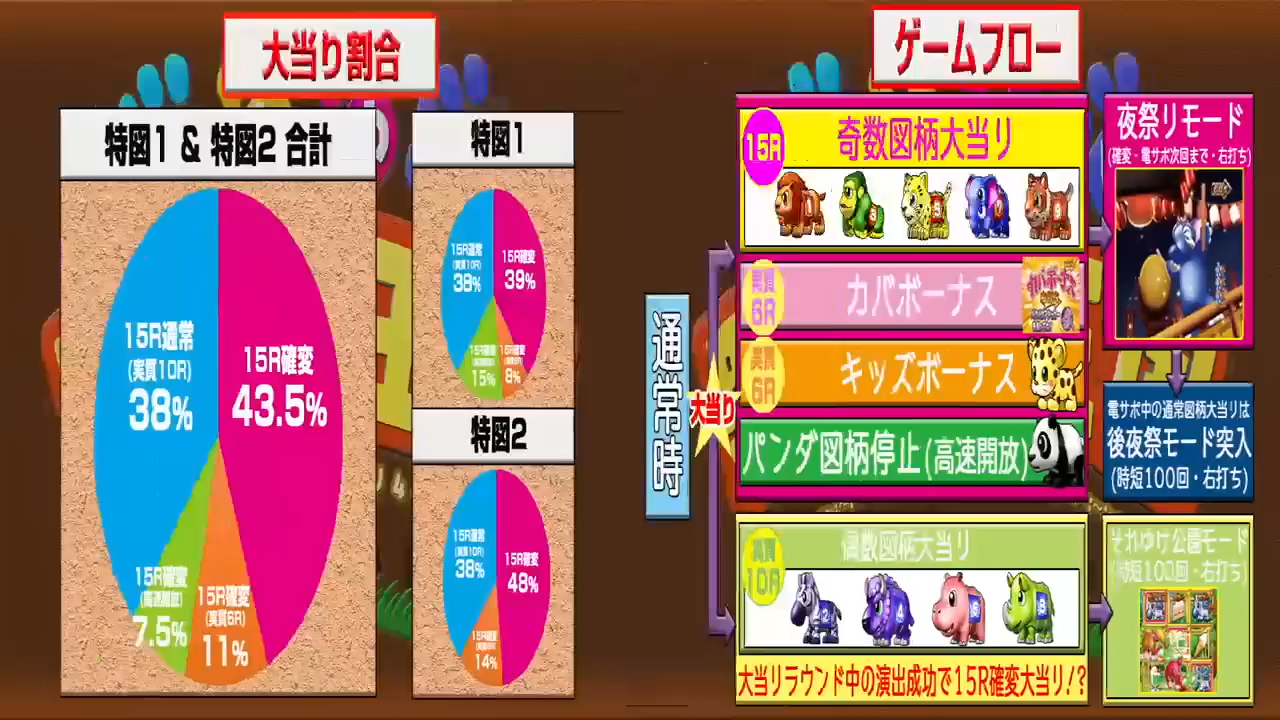 大当り割合
特図1 & 特図2 合計
15R通常
(実質10R)
38%
15R確変
43.5%
15R確変
(高速開放)
7.5%
15R確変
(実質6R)
11%
特図1
15R通常
(実質10R)
38%
15R確変
39%
15R確変
15%
15R確変
8%
特図2
15R通常
(実質10R)
38%
15R確変
48%
15R確変
14%
ゲームフロー
通常時
大当り
15R
奇数図柄大当り
実質
6R
カバボーナス
実質
6R
キッズボーナス
パンダ図柄停止(高速開放)
実質
10R
偶数図柄大当り
大当りラウンド中の演出成功で15R確変大当り!?
夜祭りモード
(確変・電サポ次回まで・右打ち)
電サポ中の通常図柄大当りは
後夜祭モード突入
(時短100回・右打ち)
それゆけ公園モード
(時短100回・右打ち)